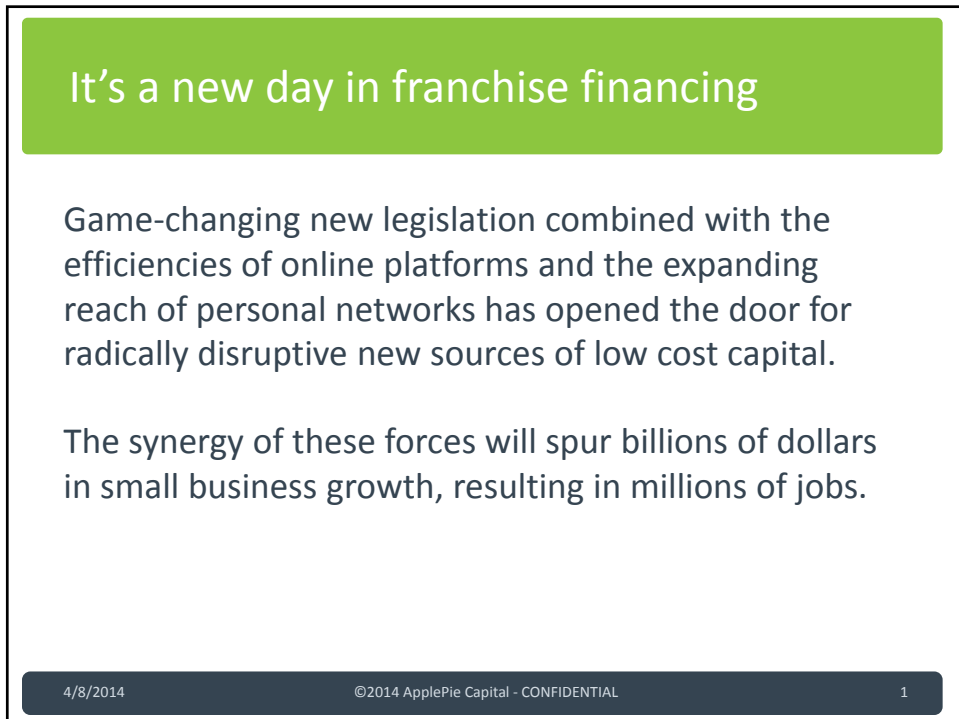 It’s a new day in franchise financing
Game-changing new legislation combined with the
efficiencies of online platforms and the expanding
reach of personal networks has opened the door for
radically disruptive new sources of low cost capital.
The synergy of these forces will spur billions of dollars
in small business growth, resulting in millions of jobs.
4/8/2014 ©2014 ApplePie Capital - CONFIDENTIAL 1